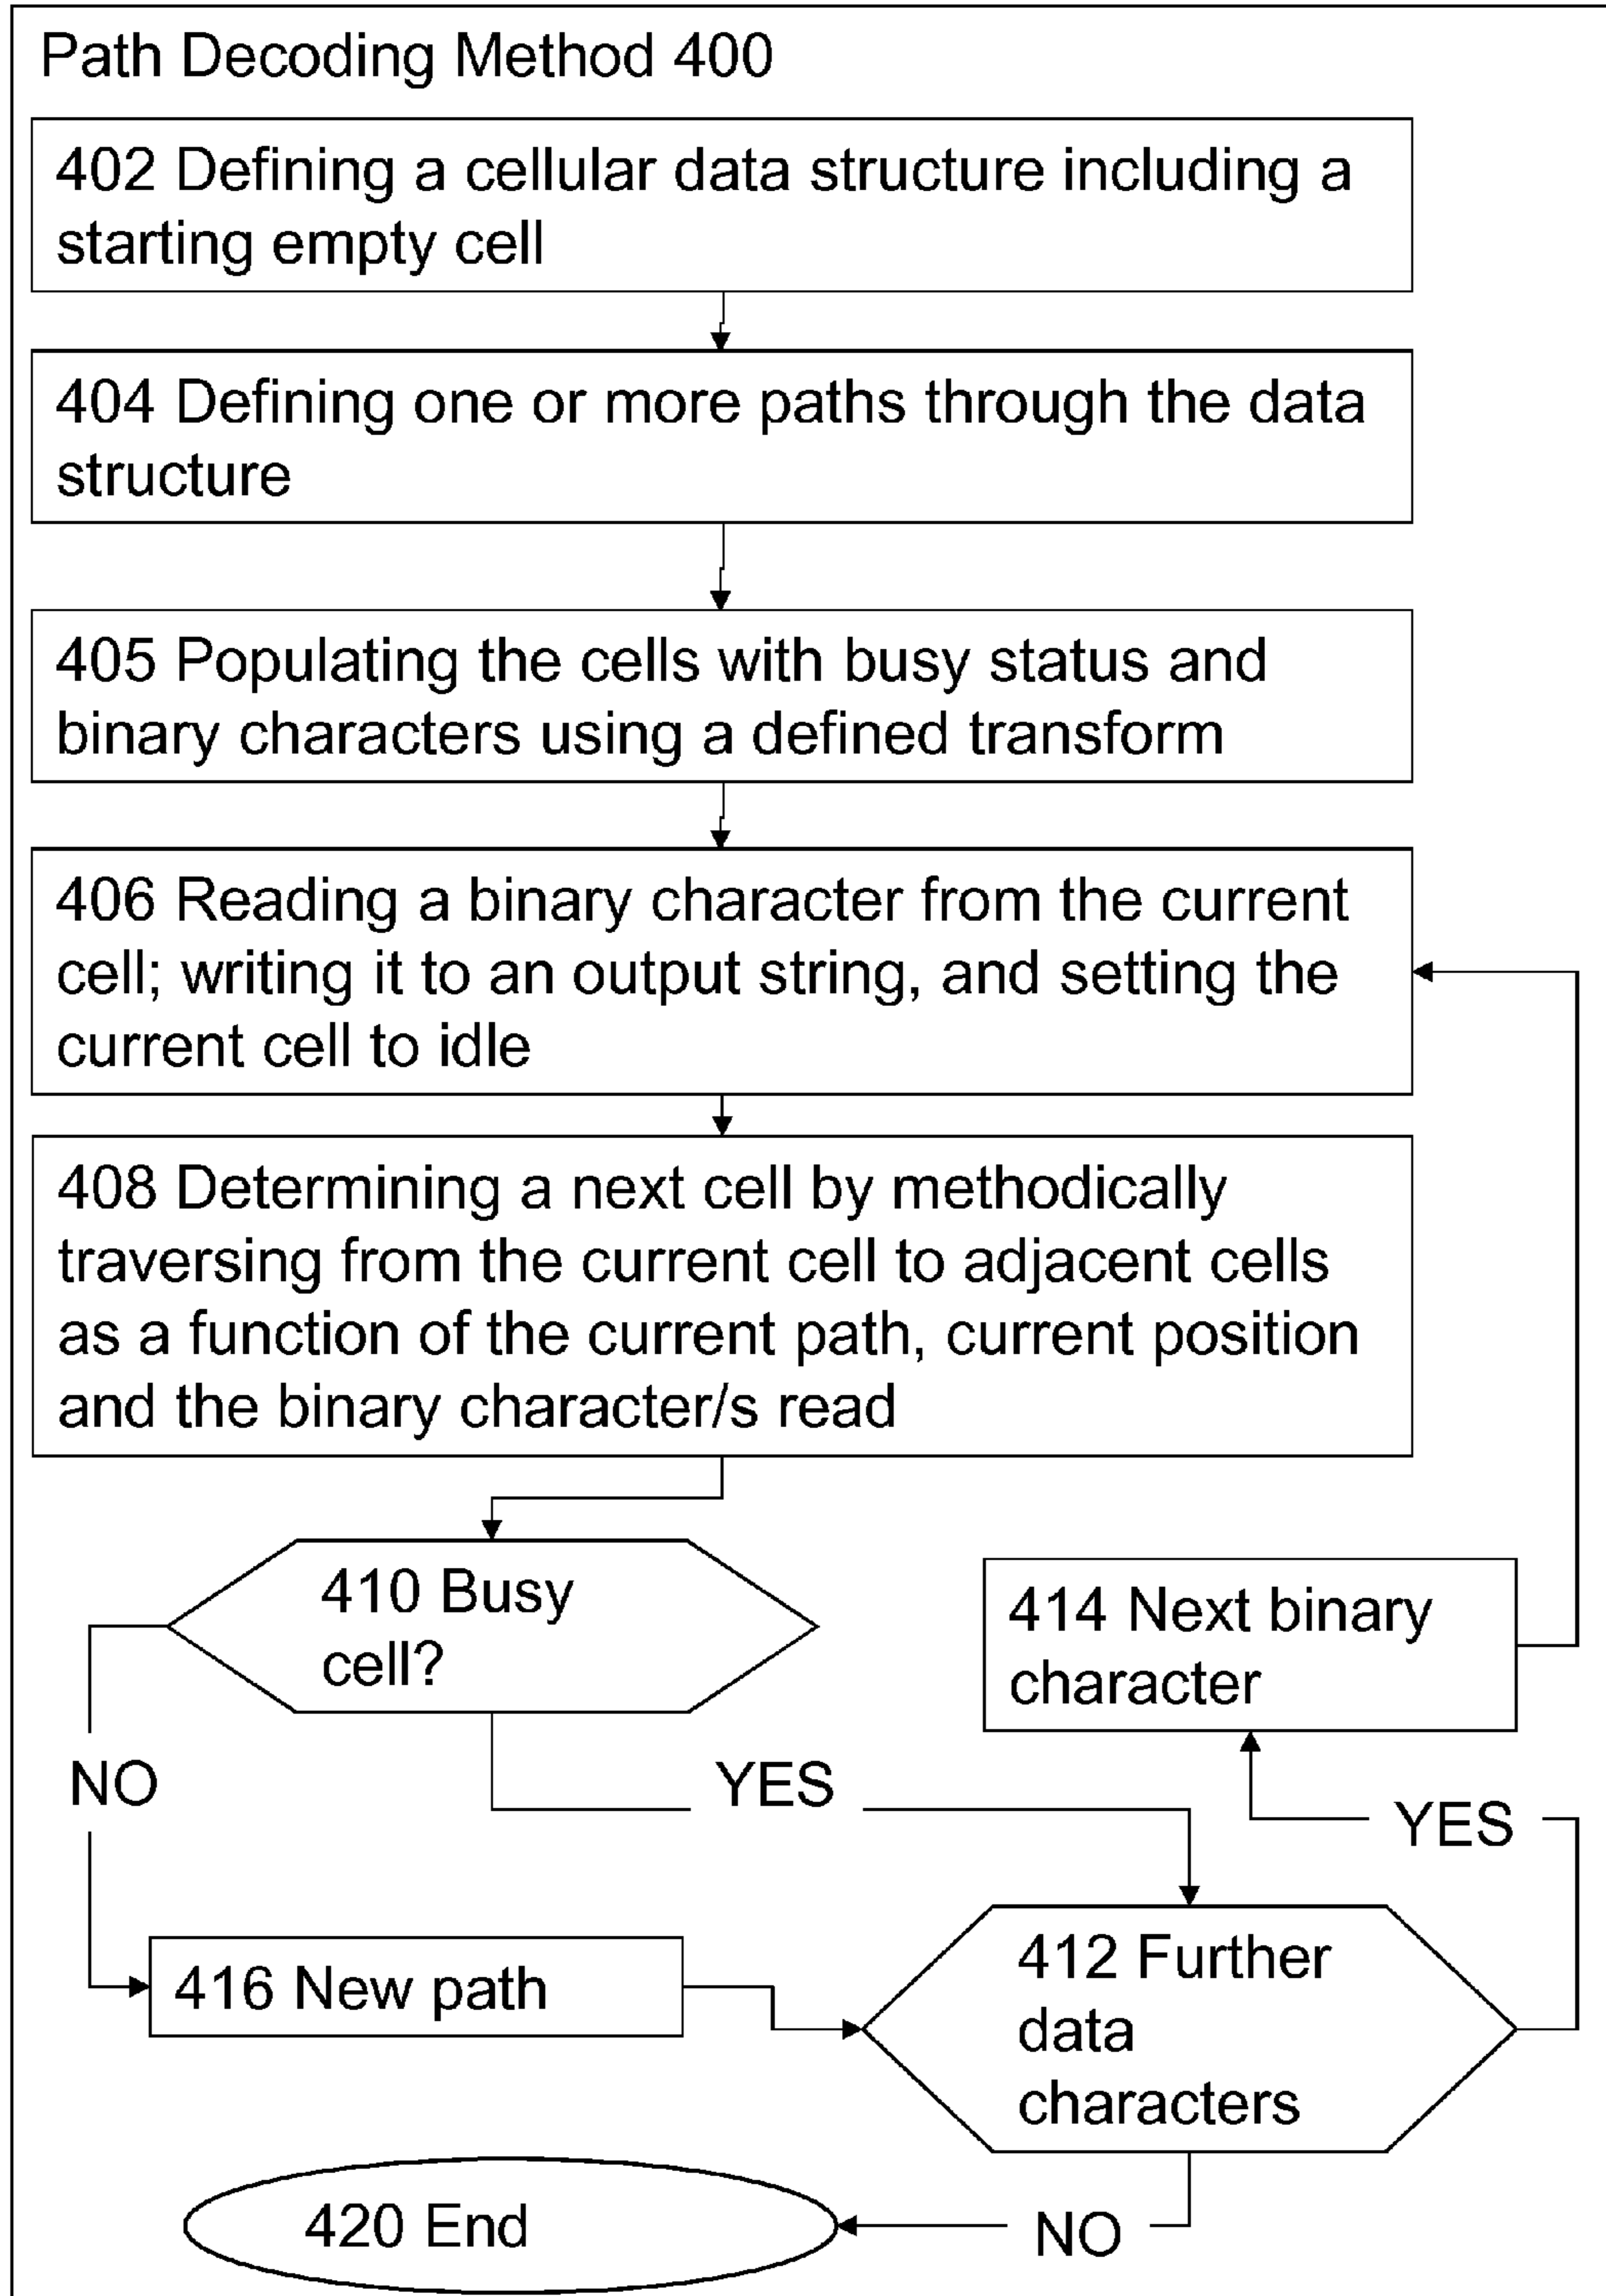 Path Decoding Method 400
402 Defining a cellular data structure including a
starting empty cell
404 Defining one or more paths through the data
structure
405 Populating the cells with busy status and
binary characters using a defined transform
406 Reading a binary character from the current
cell; writing it to an output string, and setting the
current cell to idle
408 Determining a next cell by methodically
traversing from the current cell to adjacent cells
as a function of the current path, current position
and the binary character/s read
410 Busy
cell?
414 Next binary
character
NO
YES
YES
416 New path
412 Further
data
characters
420 End
NO